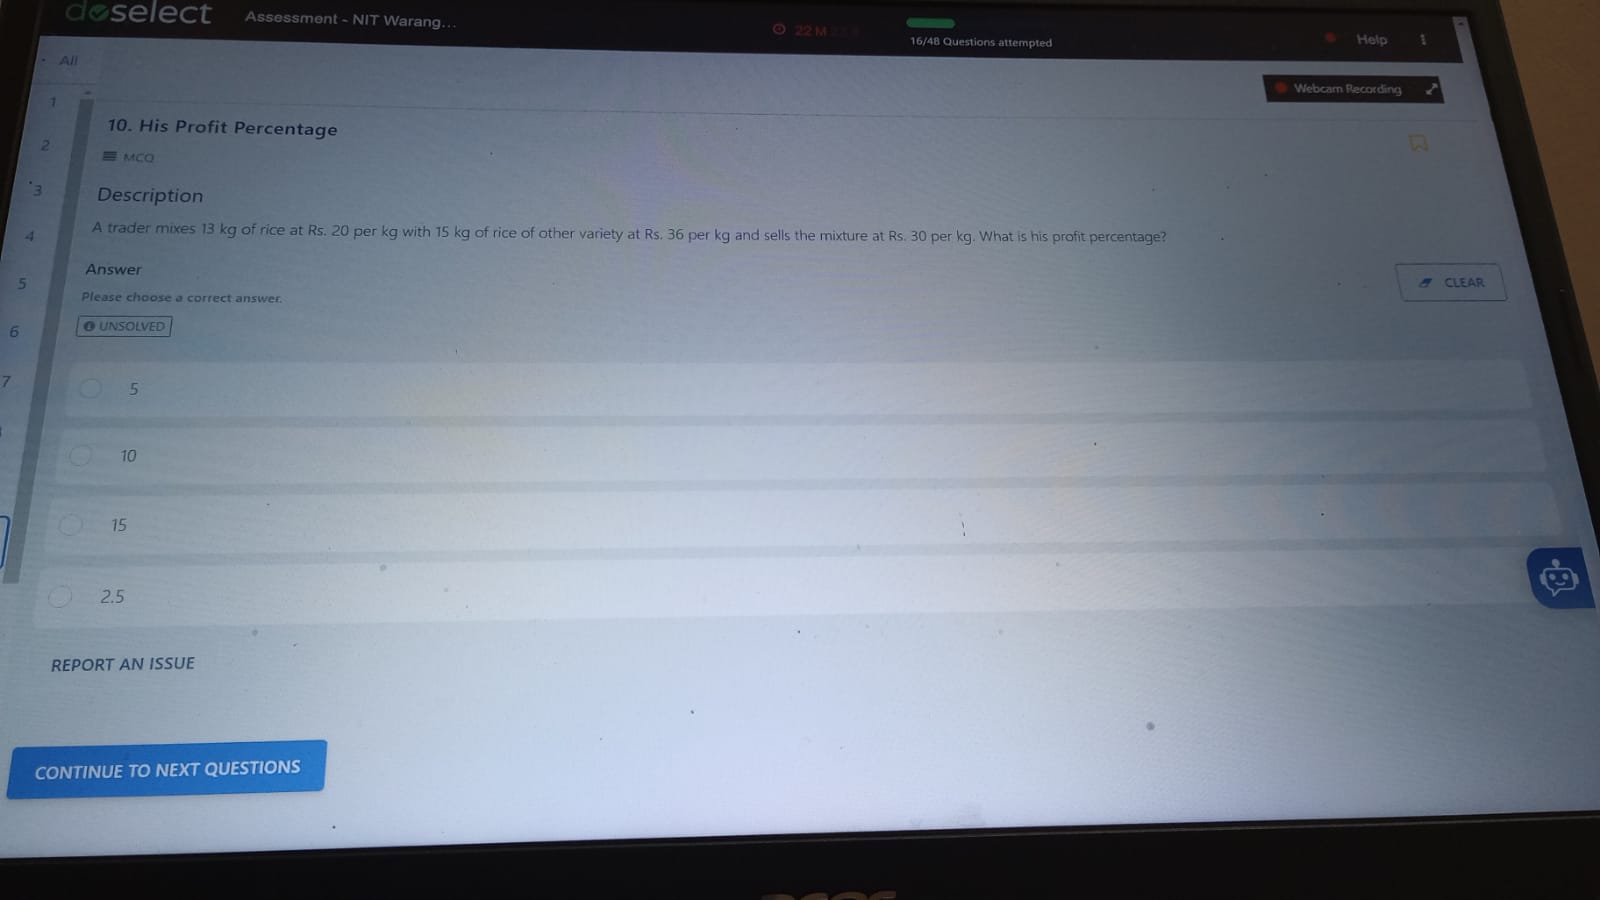 doselect
Assessment - NIT Warang...
22 M
16/48 Questions attempted
Help
All
Webcam Recording
1
2
3
4
5
6
7
10. His Profit Percentage
MCQ
Description
A trader mixes 13 kg of rice at Rs. 20 per kg with 15 kg of rice of other variety at Rs. 36 per kg and sells the mixture at Rs. 30 per kg. What is his profit percentage?
Answer
CLEAR
Please choose a correct answer.
UNSOLVED
5
10
15
2.5
REPORT AN ISSUE
CONTINUE TO NEXT QUESTIONS